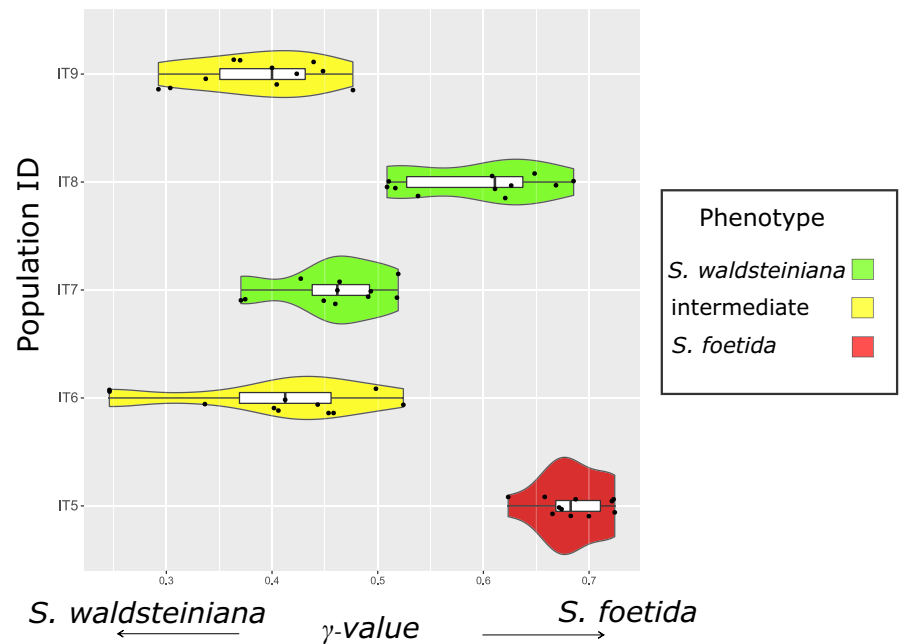 Population ID
IT9
IT8
IT7
IT6
IT5
0.3 0.4 0.5 0.6 0.7
S. waldsteiniana γ-value S. foetida
Phenotype
S. waldsteiniana
intermediate
S. foetida